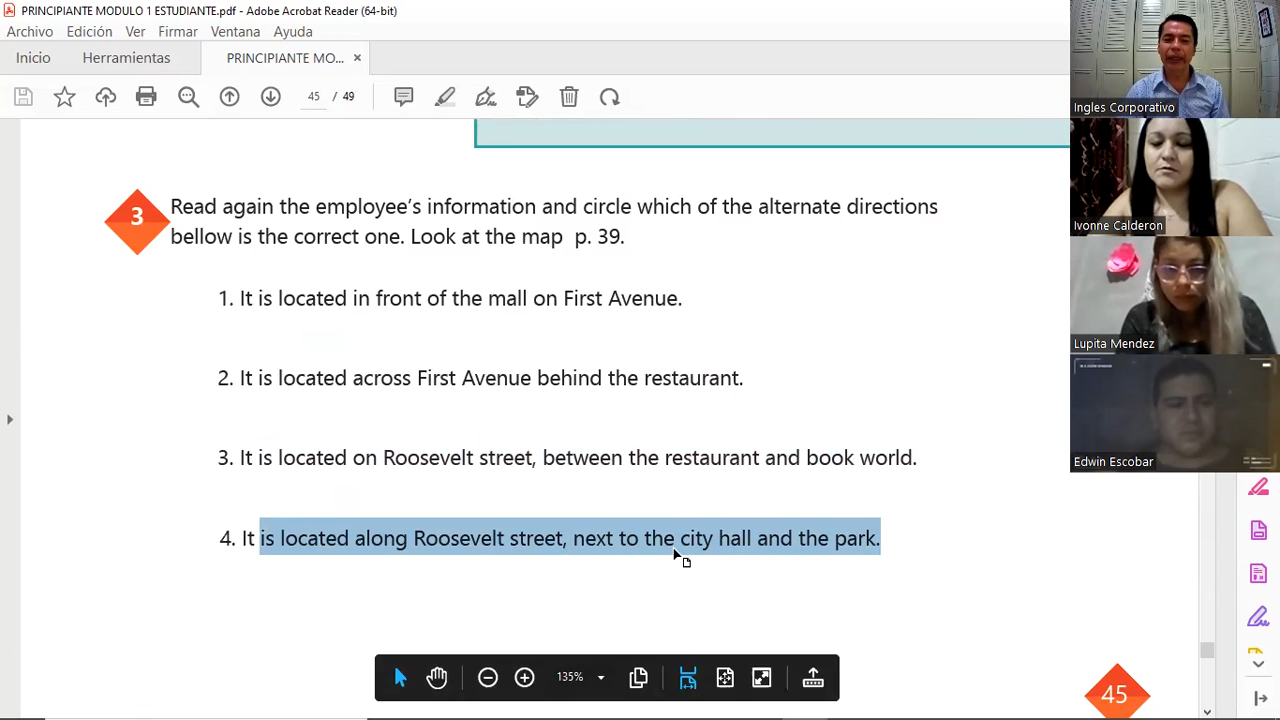 PRINCIPIANTE MODULO 1 ESTUDIANTE.pdf - Adobe Acrobat Reader (64-bit)
Archivo Edición Ver Firmar Ventana Ayuda
Inicio Herramientas PRINCIPIANTE MO... ×
45 / 49
3
Read again the employee's information and circle which of the alternate directions
bellow is the correct one. Look at the map p. 39.
1. It is located in front of the mall on First Avenue.
2. It is located across First Avenue behind the restaurant.
3. It is located on Roosevelt street, between the restaurant and book world.
4. It is located along Roosevelt street, next to the city hall and the park.
135%
45
Ingles Corporativo
Ivonne Calderon
Lupita Mendez
Edwin Escobar